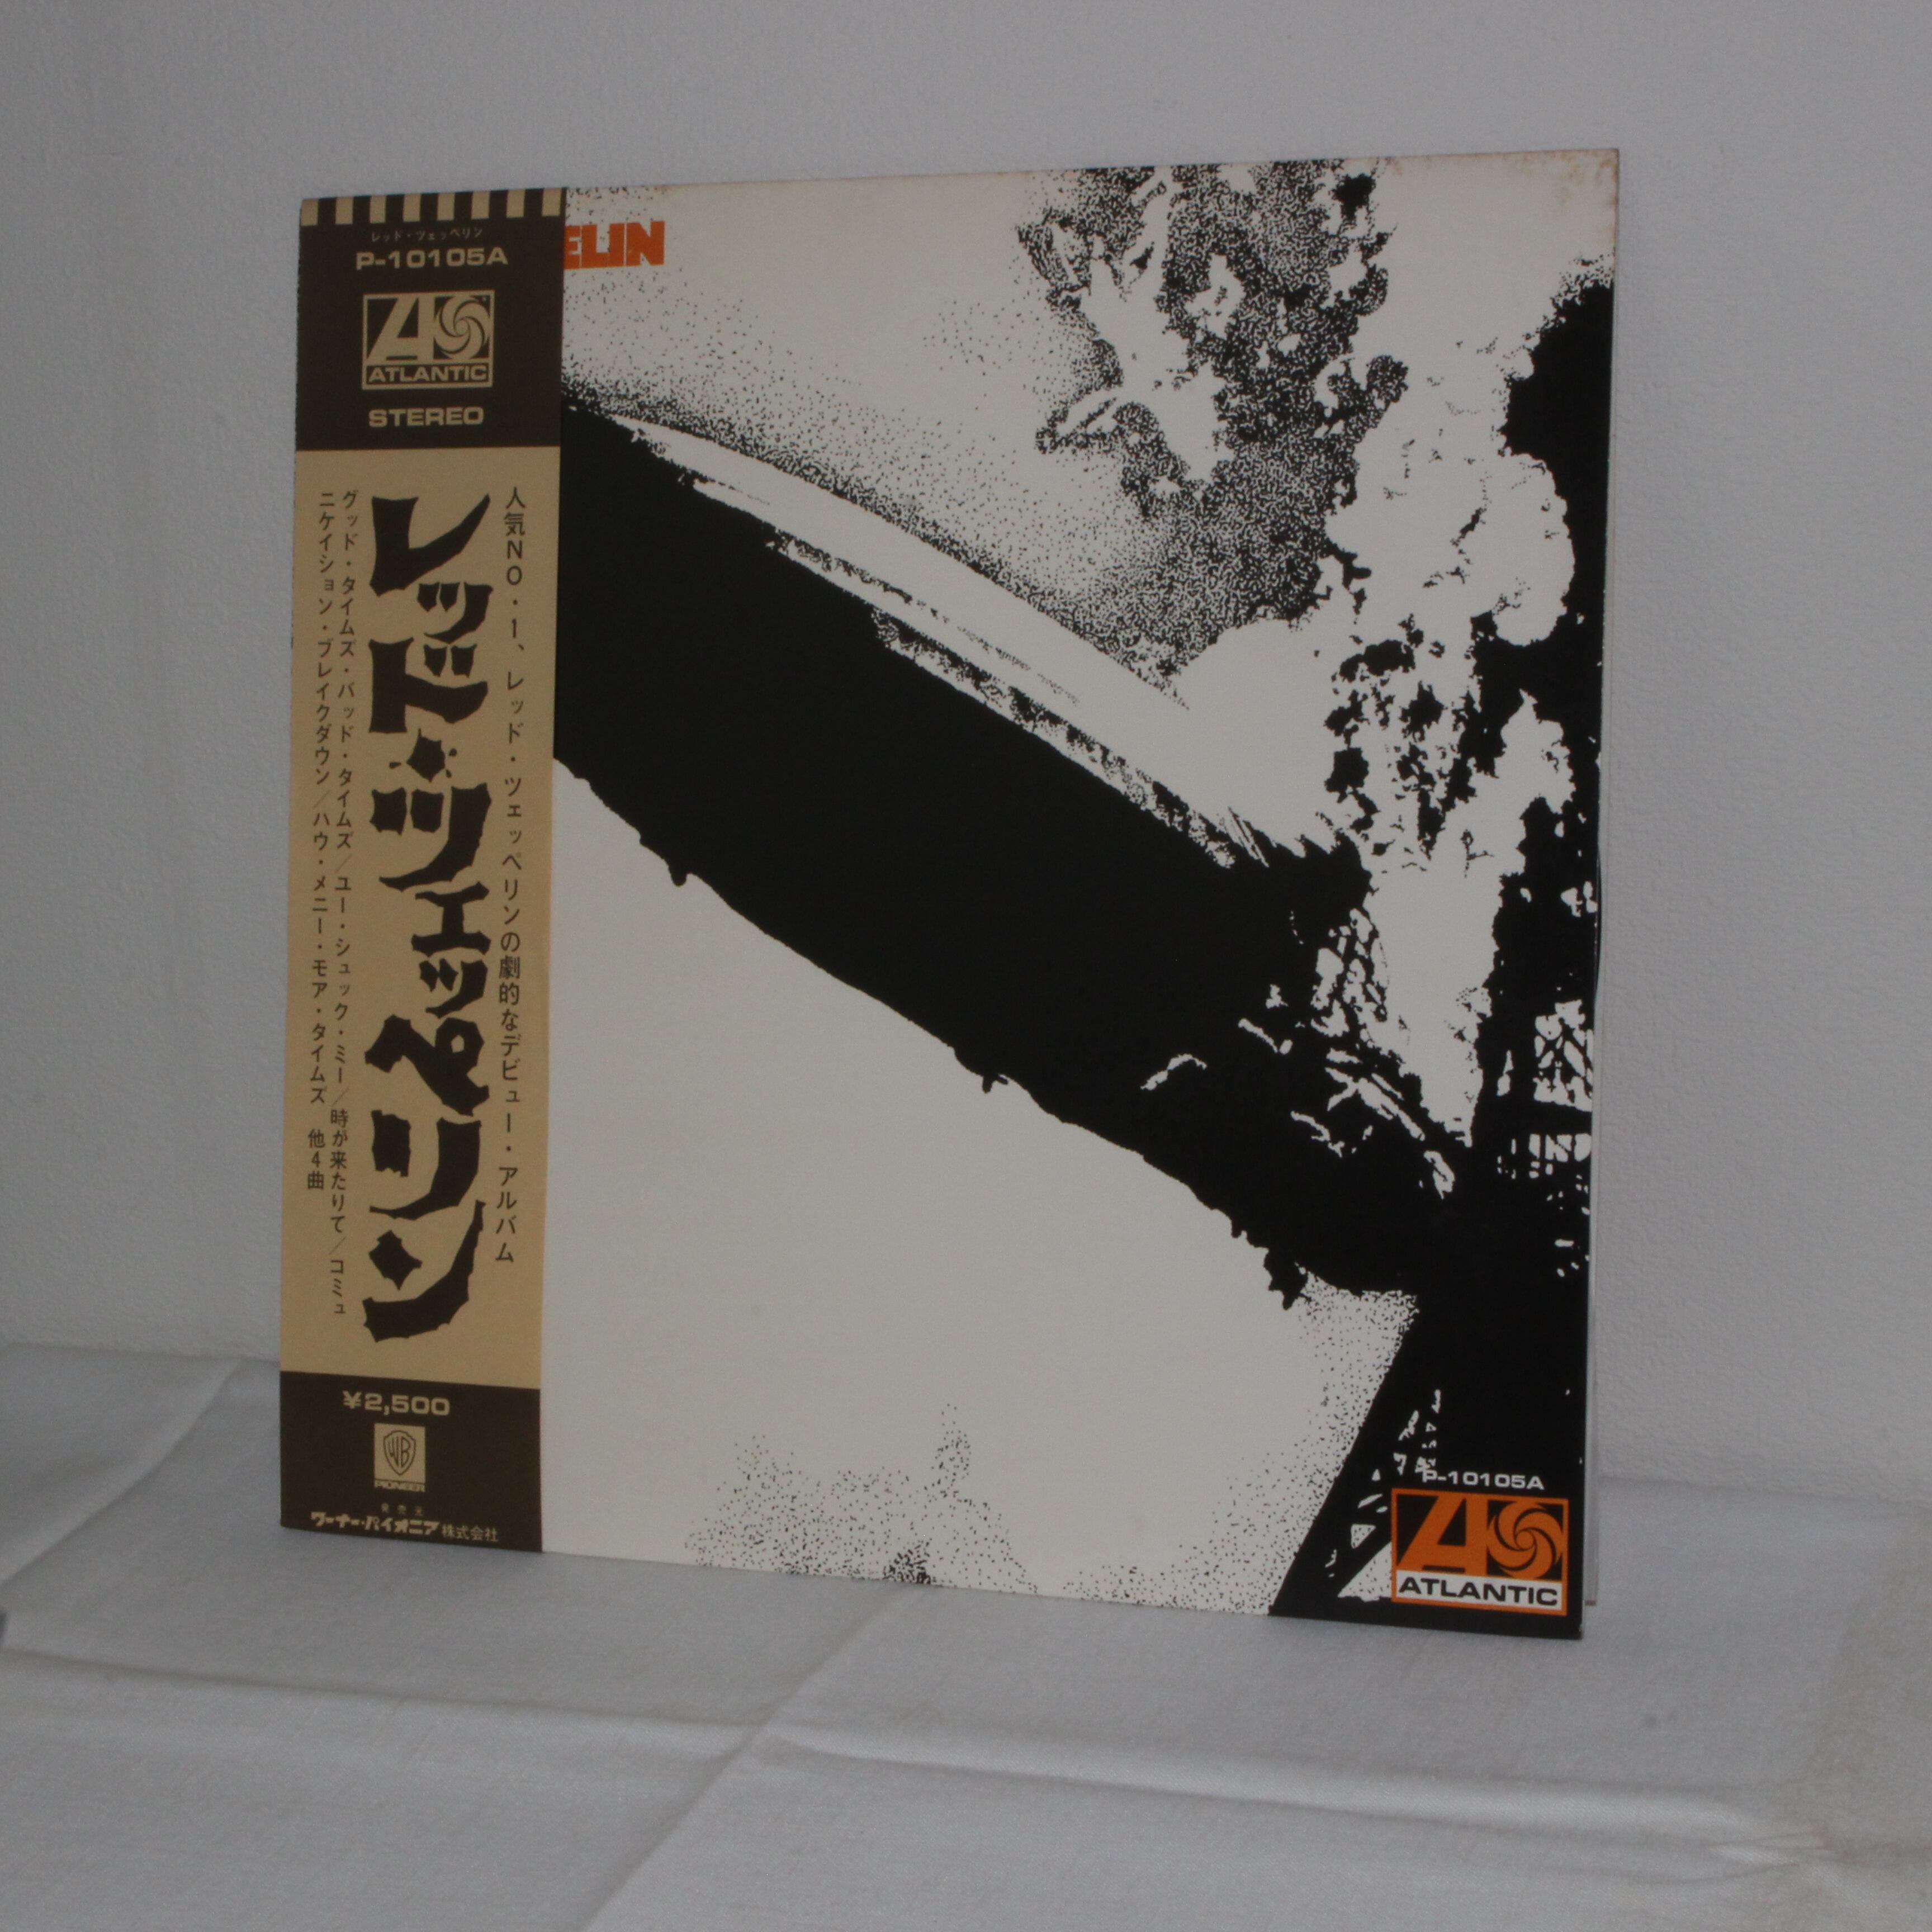 レッド・ツェッペリン
P-10105A
ATLANTIC
STEREO
人気NO・1、レッド・ツェッペリンの劇的なデビュー・アルバム
レッド・ツェッペリン
グッド・タイムズ・バッド・タイムズ/ユー・シュック・ミー/時が来たりて/コミュ
ニケイション・ブレイクダウン/ハウ・メニー・モア・タイムズ 他4曲
¥2,500
WB
PIONEER
発売元
ワーナー・パイオニア株式会社
ELIN
P-10105A
ATLANTIC